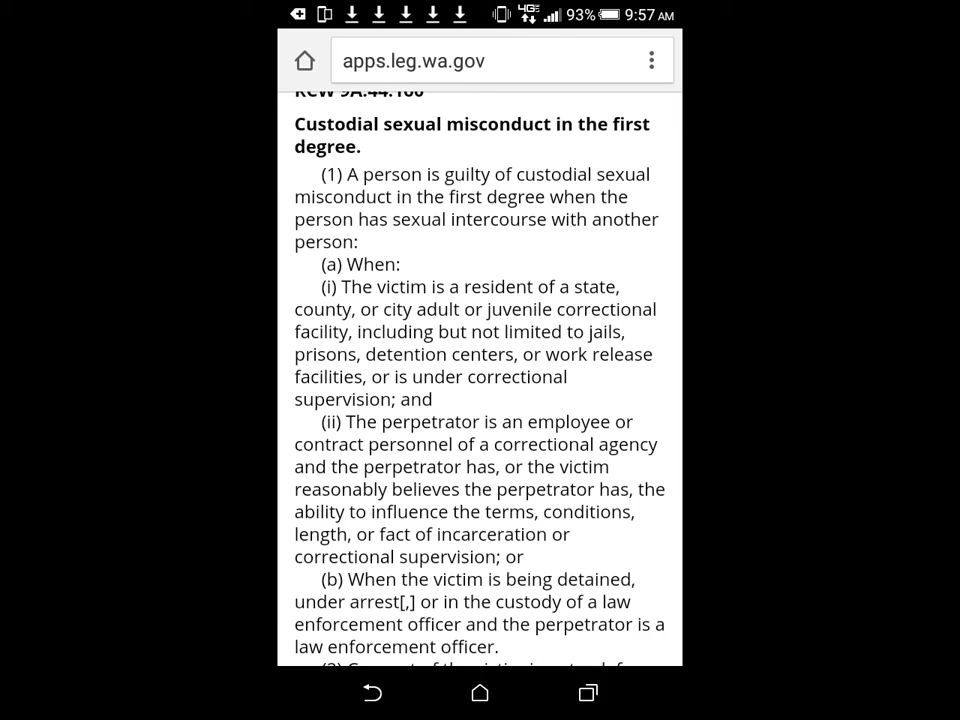 4G
93% 9:57 AM
apps.leg.wa.gov
RCW 9A.44.160
Custodial sexual misconduct in the first
degree.
(1) A person is guilty of custodial sexual
misconduct in the first degree when the
person has sexual intercourse with another
person:
(a) When:
(i) The victim is a resident of a state,
county, or city adult or juvenile correctional
facility, including but not limited to jails,
prisons, detention centers, or work release
facilities, or is under correctional
supervision; and
(ii) The perpetrator is an employee or
contract personnel of a correctional agency
and the perpetrator has, or the victim
reasonably believes the perpetrator has, the
ability to influence the terms, conditions,
length, or fact of incarceration or
correctional supervision; or
(b) When the victim is being detained,
under arrest[,] or in the custody of a law
enforcement officer and the perpetrator is a
law enforcement officer.